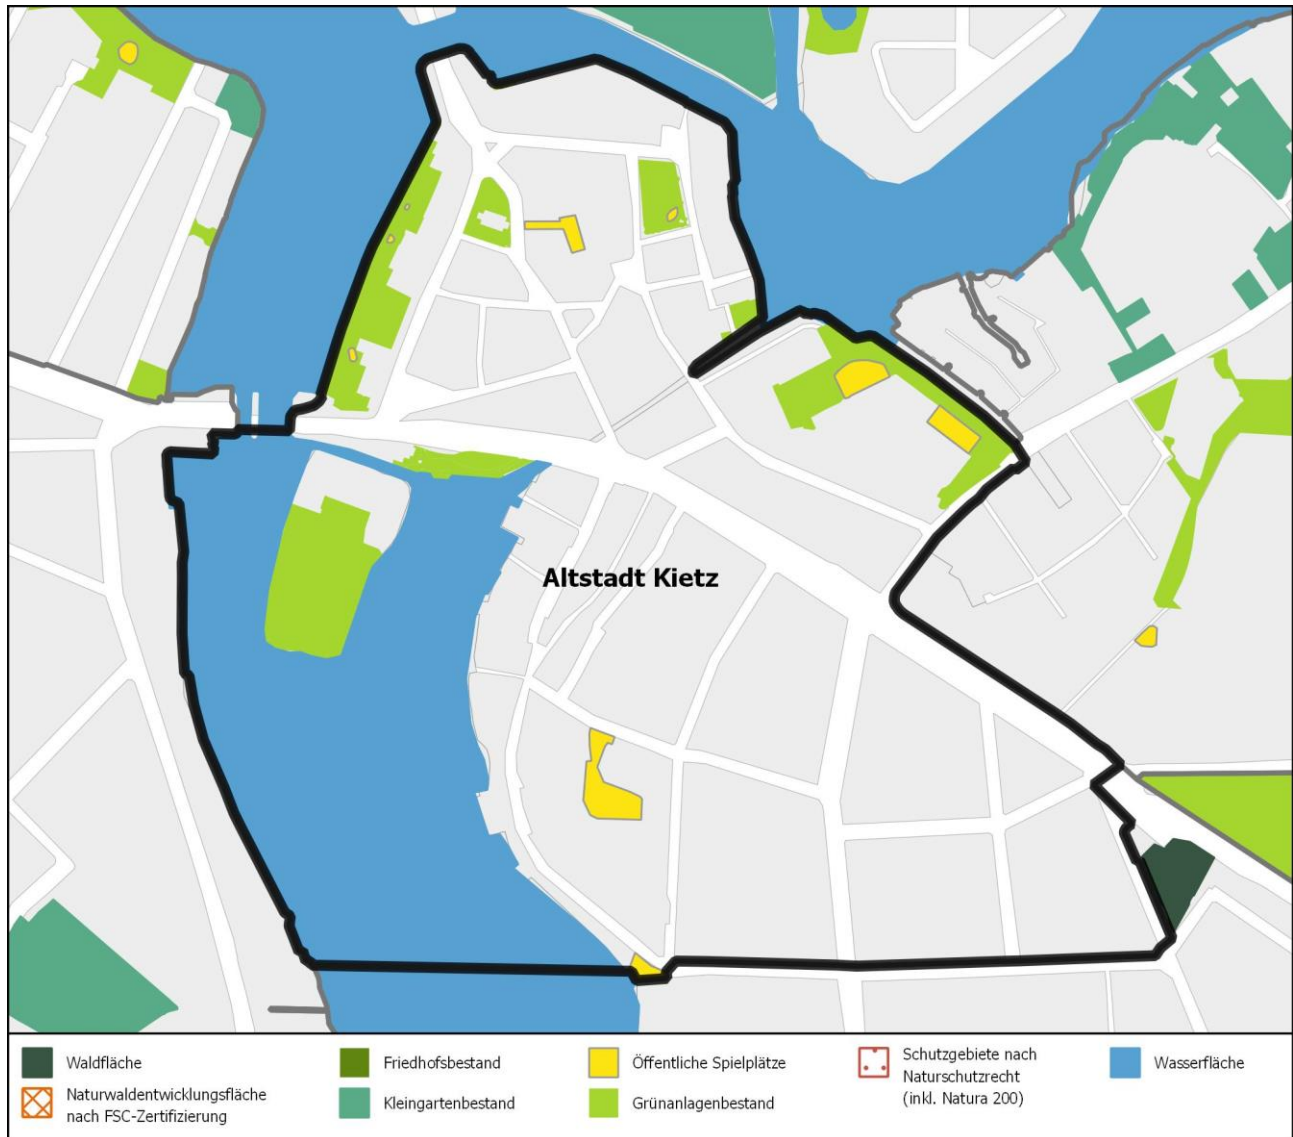 Altstadt Kietz
Waldfläche
Naturwaldentwicklungsfläche
nach FSC-Zertifizierung
Friedhofsbestand
Kleingartenbestand
Öffentliche Spielplätze
Grünanlagenbestand
Schutzgebiete nach
Naturschutzrecht
(inkl. Natura 200)
Wasserfläche